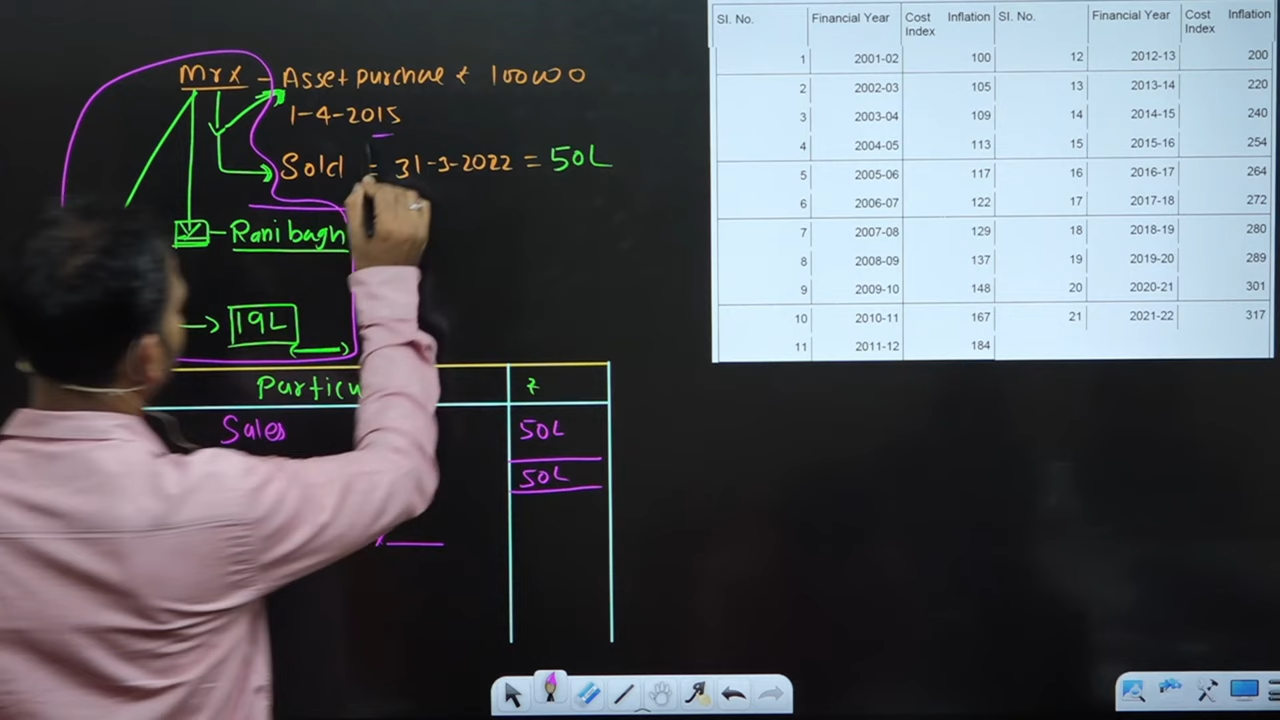 Mr X - Asset purchase ₹ 100000
1-4-2015
Sold = 31-3-2022 = 50L
Rani bagh
19L
₹
Sales 50L
50L
SI. No. Financial Year Cost Inflation Index SI. No. Financial Year Cost Inflation Index
1 2001-02 100 12 2012-13 200
2 2002-03 105 13 2013-14 220
3 2003-04 109 14 2014-15 240
4 2004-05 113 15 2015-16 254
5 2005-06 117 16 2016-17 264
6 2006-07 122 17 2017-18 272
7 2007-08 129 18 2018-19 280
8 2008-09 137 19 2019-20 289
9 2009-10 148 20 2020-21 301
10 2010-11 167 21 2021-22 317
11 2011-12 184